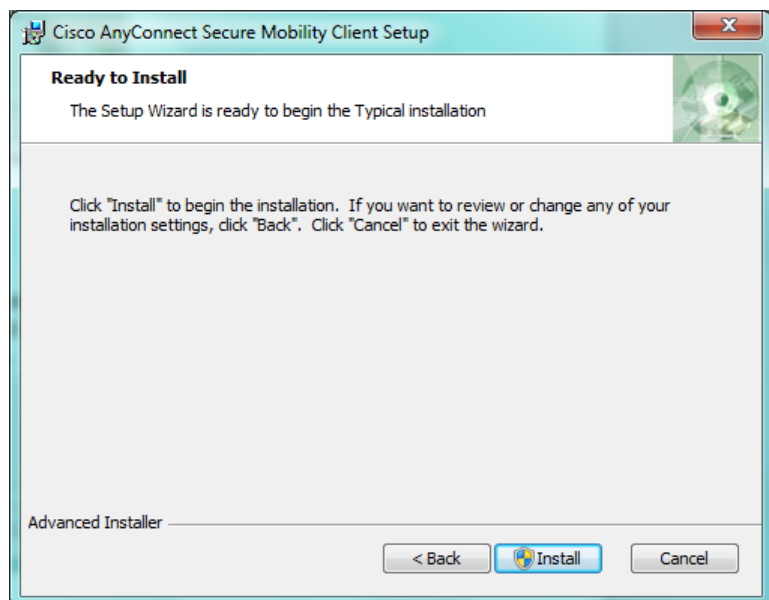 Cisco AnyConnect Secure Mobility Client Setup
Ready to Install
The Setup Wizard is ready to begin the Typical installation
Click "Install" to begin the installation.  If you want to review or change any of your
installation settings, click "Back".  Click "Cancel" to exit the wizard.
Advanced Installer
< Back Install Cancel